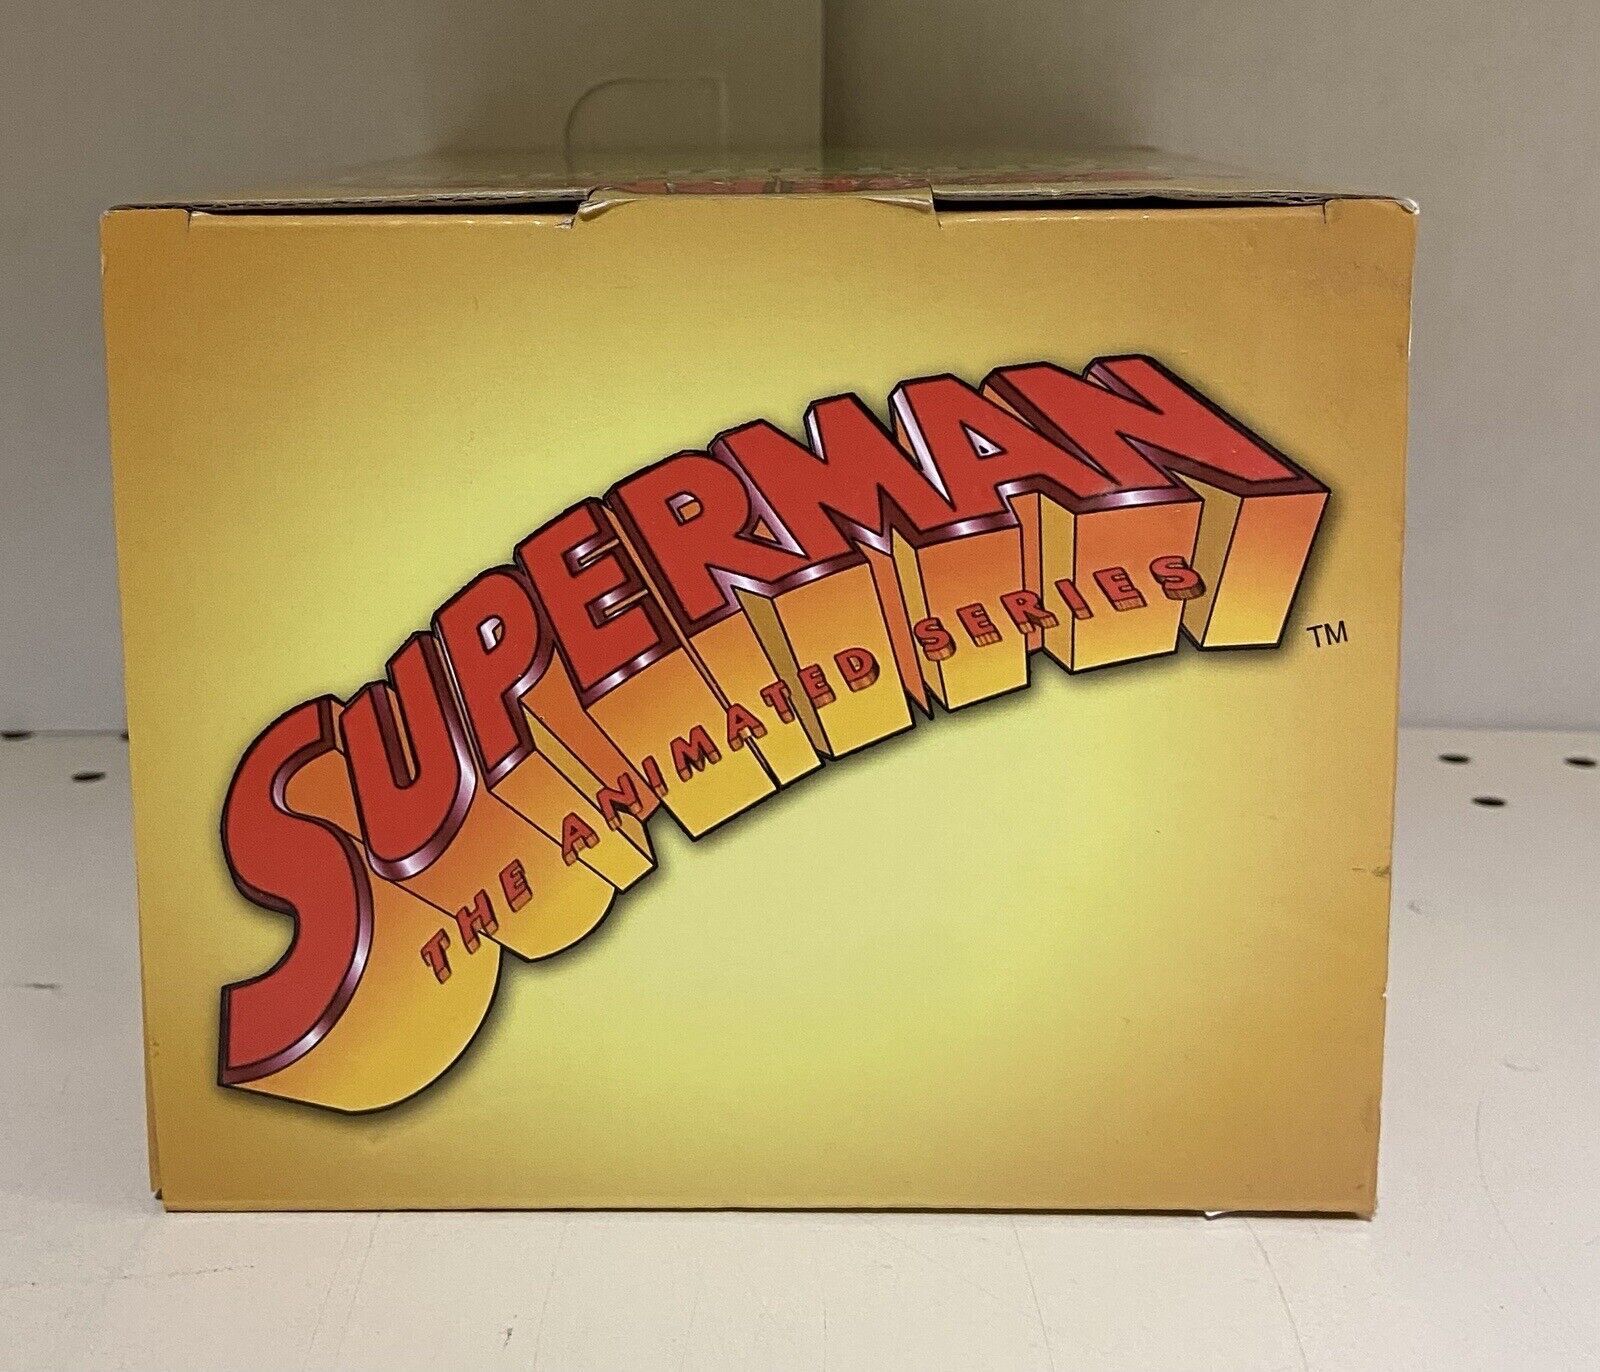 SUPERMAN
THE ANIMATED SERIES
TM